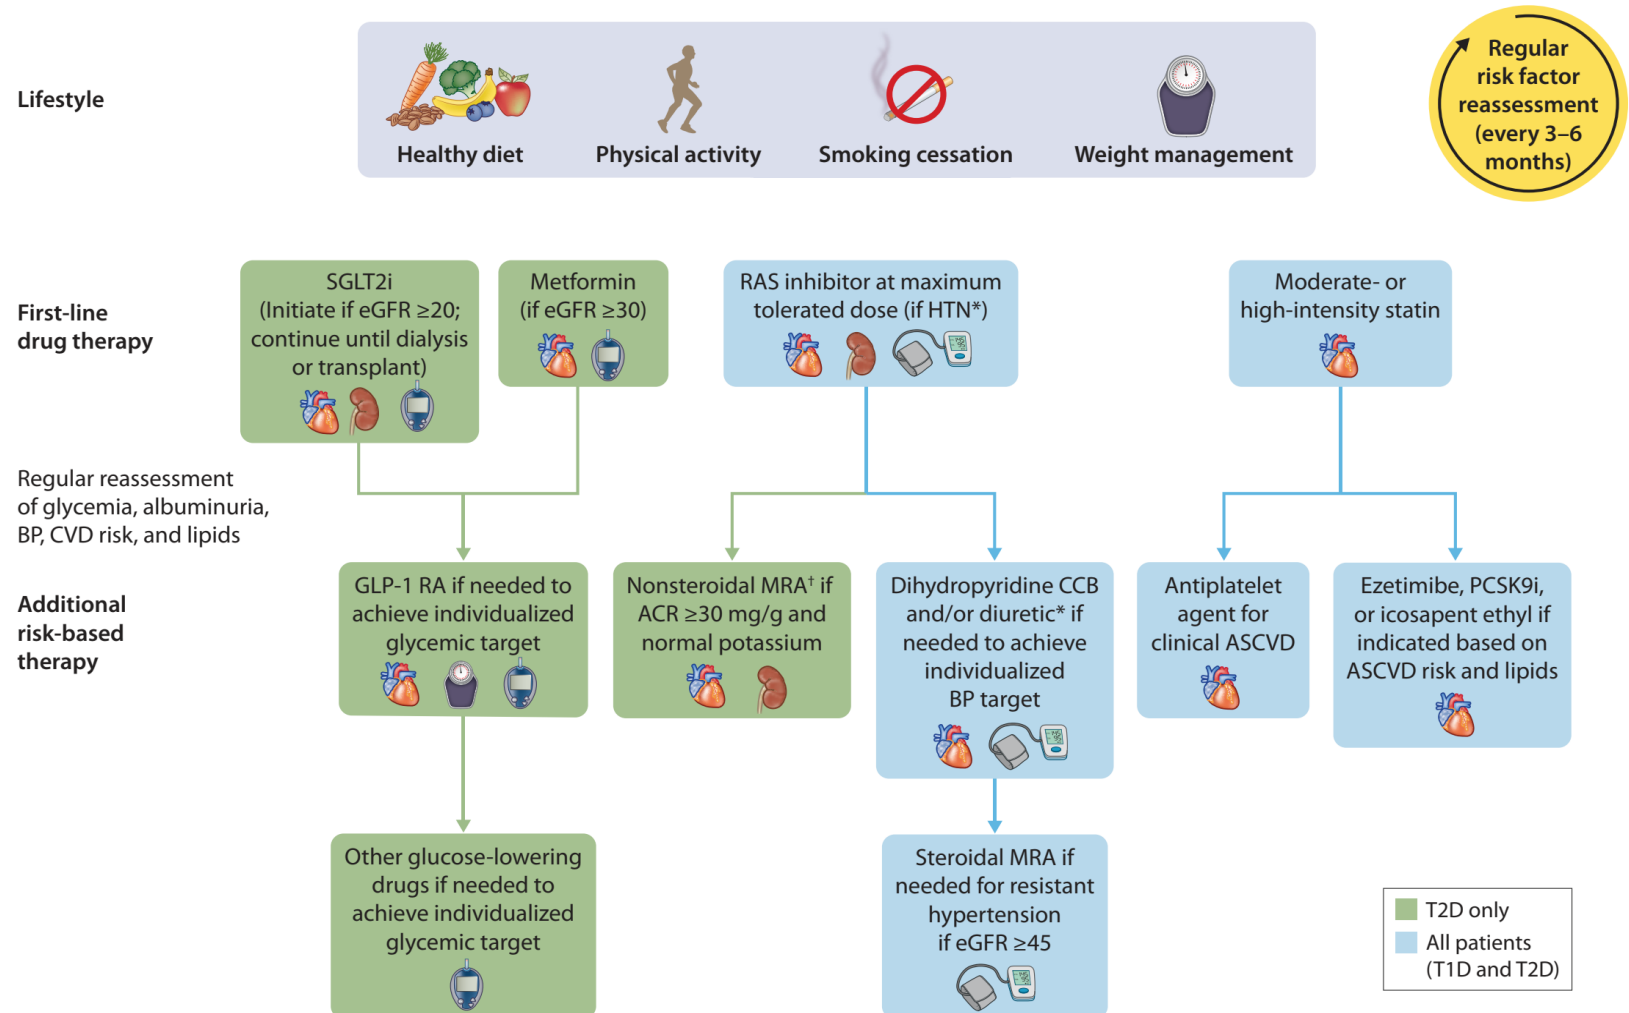 Lifestyle
Healthy diet
Physical activity
Smoking cessation
Weight management
Regular
risk factor
reassessment
(every 3–6
months)
First-line
drug therapy
SGLT2i
(Initiate if eGFR ≥20;
continue until dialysis
or transplant)
Metformin
(if eGFR ≥30)
RAS inhibitor at maximum
tolerated dose (if HTN*)
Moderate- or
high-intensity statin
Regular reassessment
of glycemia, albuminuria,
BP, CVD risk, and lipids
Additional
risk-based
therapy
GLP-1 RA if needed to
achieve individualized
glycemic target
Nonsteroidal MRA† if
ACR ≥30 mg/g and
normal potassium
Dihydropyridine CCB
and/or diuretic* if
needed to achieve
individualized
BP target
Antiplatelet
agent for
clinical ASCVD
Ezetimibe, PCSK9i,
or icosapent ethyl if
indicated based on
ASCVD risk and lipids
Other glucose-lowering
drugs if needed to
achieve individualized
glycemic target
Steroidal MRA if
needed for resistant
hypertension
if eGFR ≥45
T2D only
All patients
(T1D and T2D)